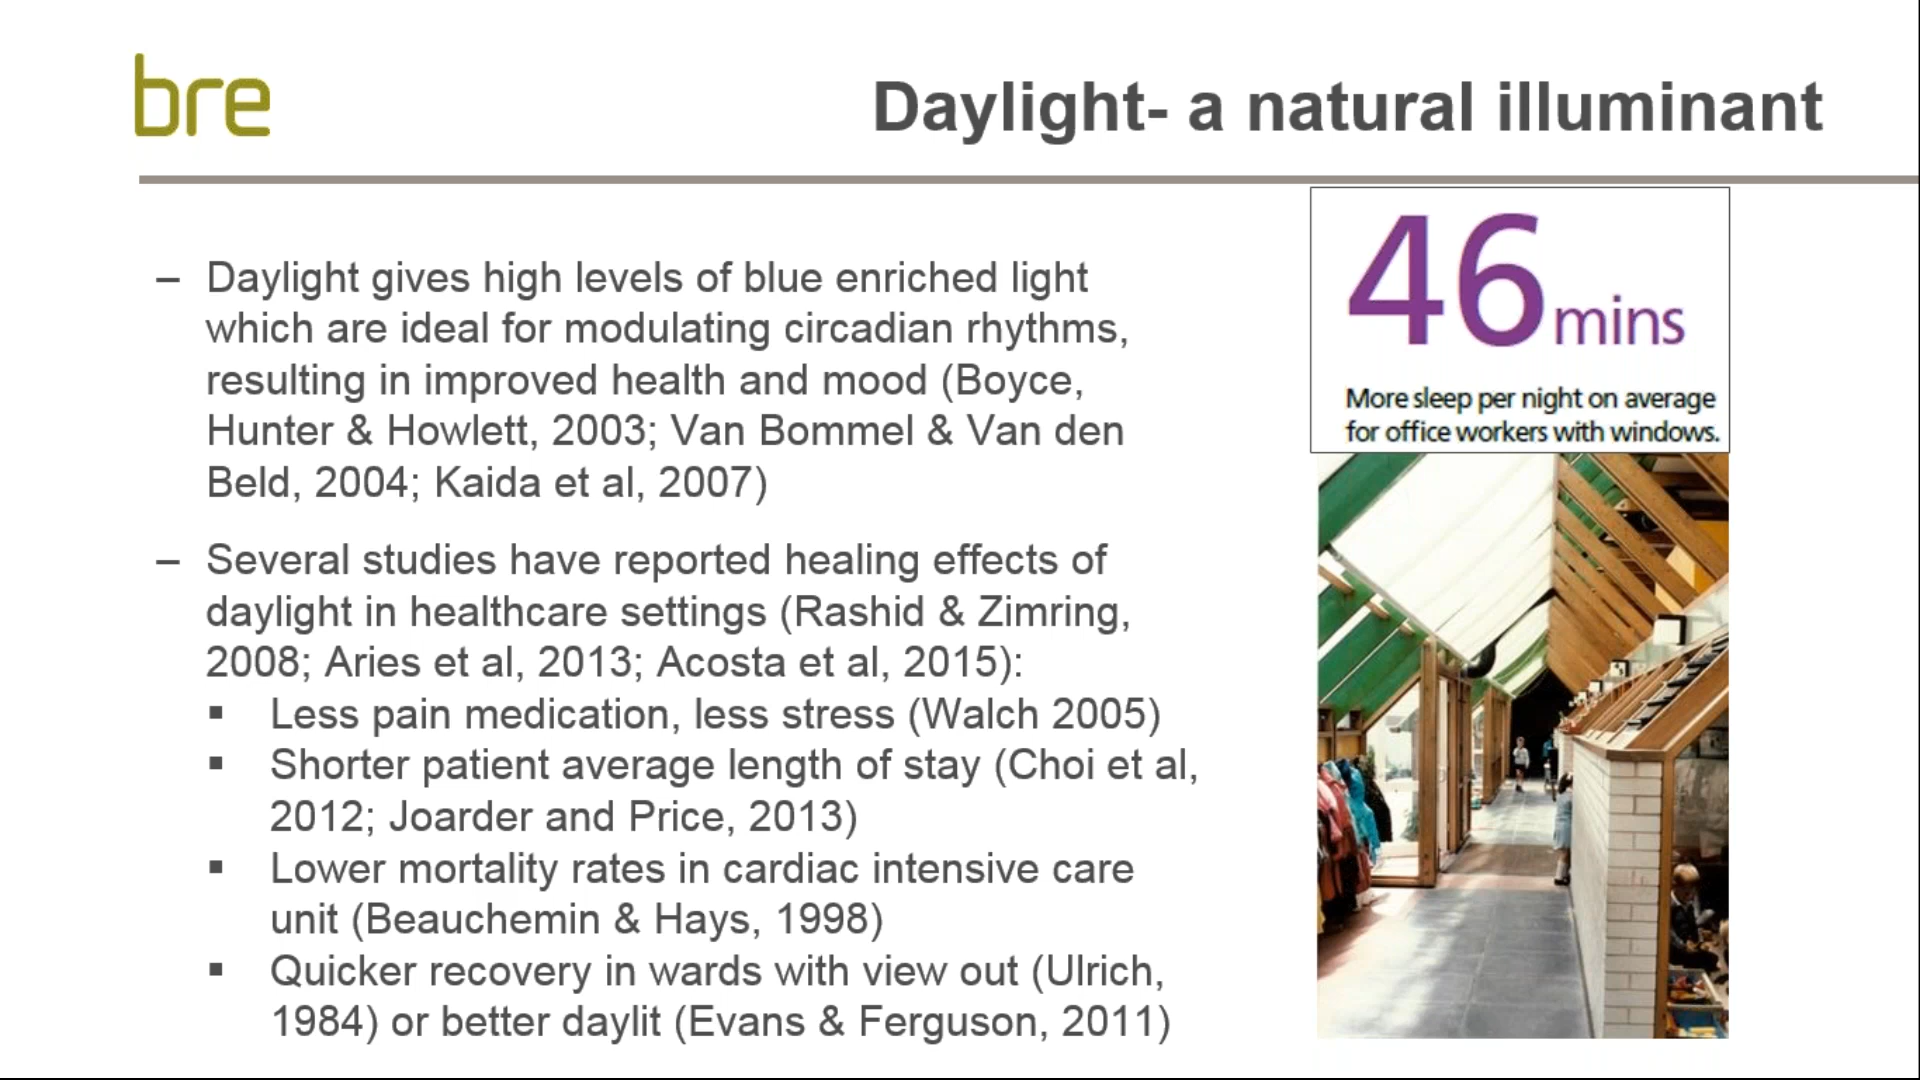 bre
Daylight- a natural illuminant
– Daylight gives high levels of blue enriched light
which are ideal for modulating circadian rhythms,
resulting in improved health and mood (Boyce,
Hunter & Howlett, 2003; Van Bommel & Van den
Beld, 2004; Kaida et al, 2007)
– Several studies have reported healing effects of
daylight in healthcare settings (Rashid & Zimring,
2008; Aries et al, 2013; Acosta et al, 2015):
▪ Less pain medication, less stress (Walch 2005)
▪ Shorter patient average length of stay (Choi et al,
2012; Joarder and Price, 2013)
▪ Lower mortality rates in cardiac intensive care
unit (Beauchemin & Hays, 1998)
▪ Quicker recovery in wards with view out (Ulrich,
1984) or better daylit (Evans & Ferguson, 2011)
46 mins
More sleep per night on average
for office workers with windows.